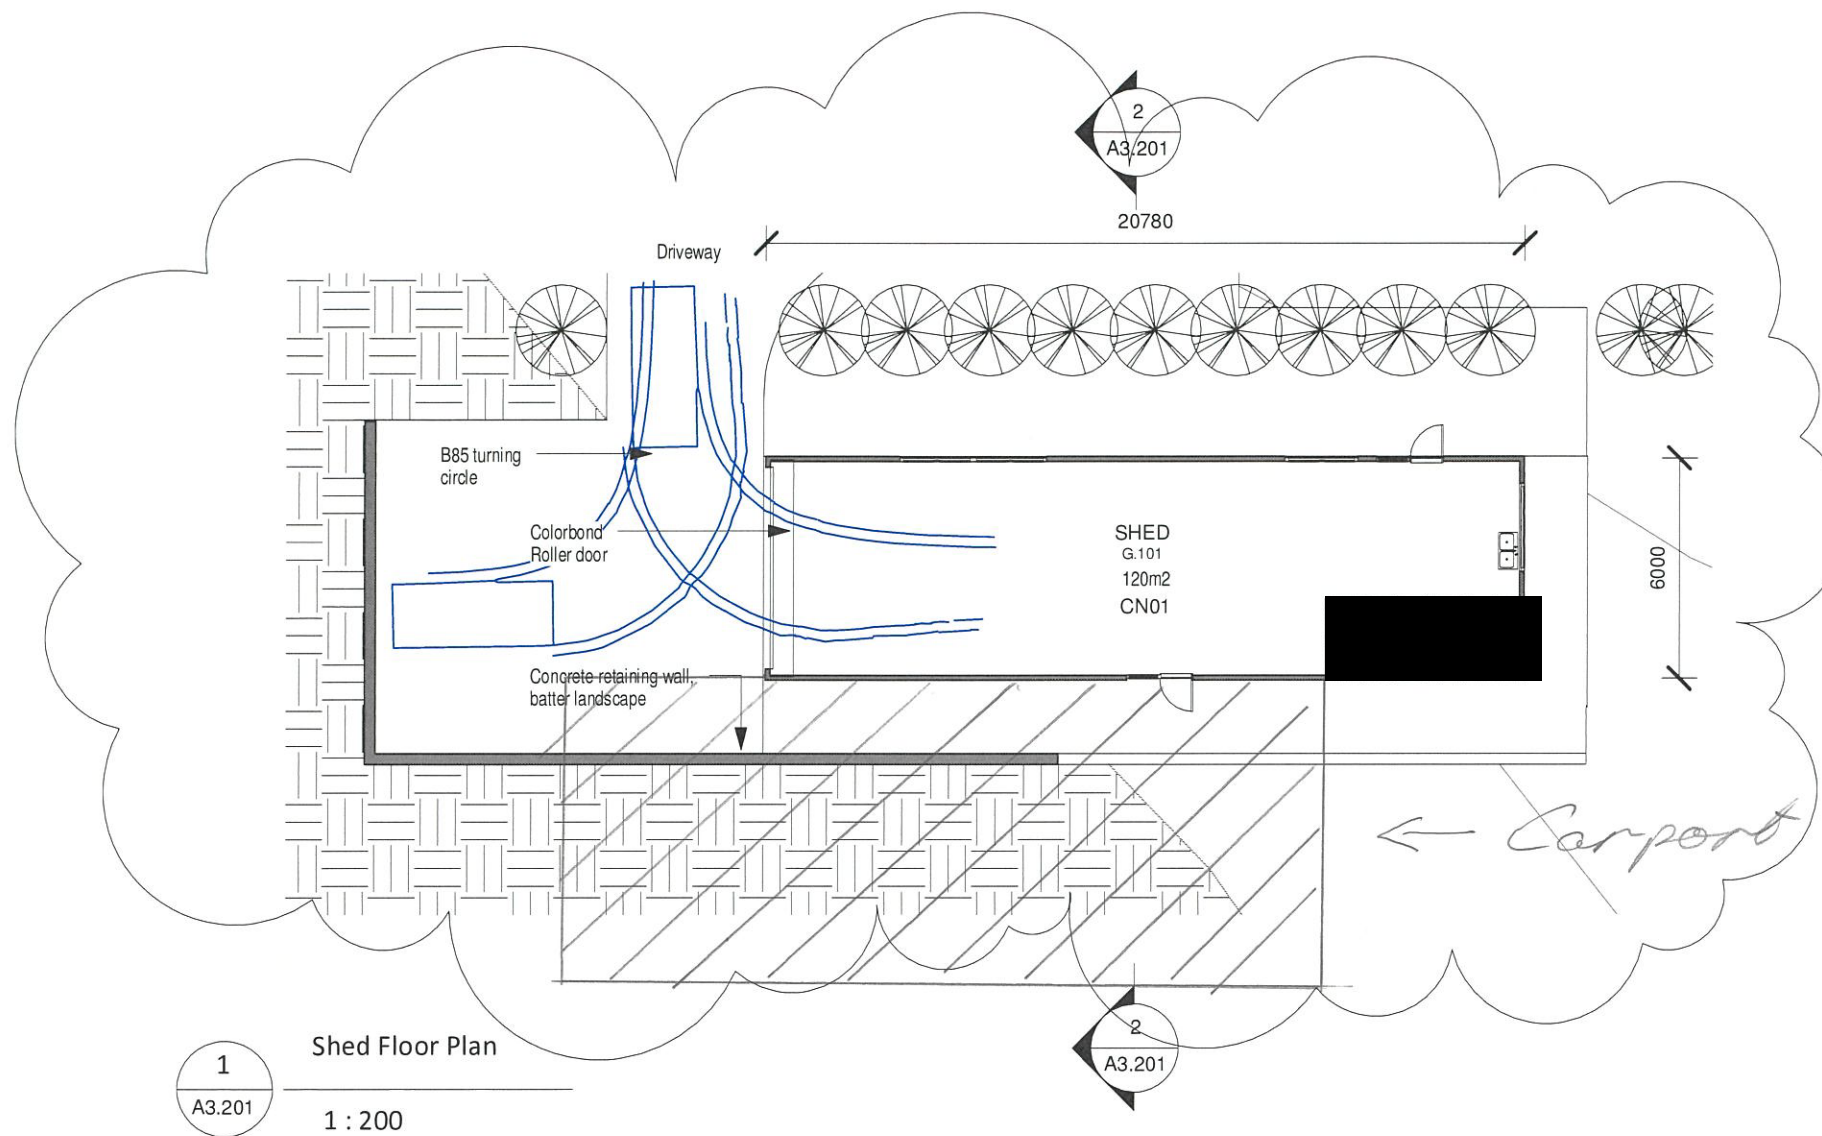 2
A3.201
20780
Driveway
B85 turning
circle
Colorbond
Roller door
SHED
G.101
120m2
CN01
6000
Concrete retaining wall,
batter landscape
Carport
2
A3.201
1
A3.201
Shed Floor Plan
1 : 200